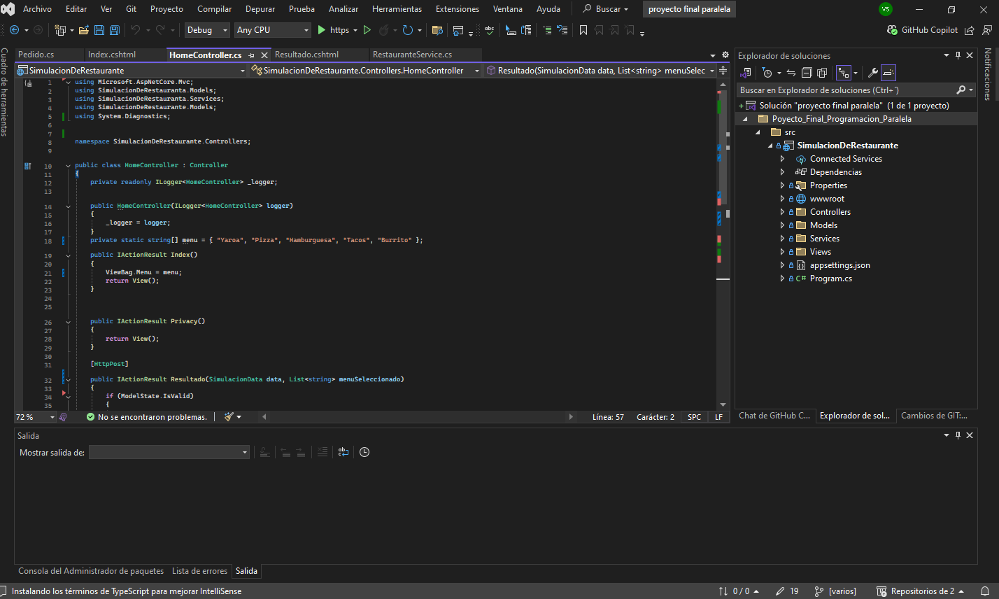 Archivo Editar Ver Git Proyecto Compilar Depurar Prueba Analizar Herramientas Extensiones Ventana Ayuda Buscar proyecto final paralela VS
Debug Any CPU https GitHub Copilot
Cuadro de herramientas
Pedido.cs Index.cshtml HomeController.cs Resultado.cshtml RestauranteService.cs
SimulacionDeRestaurante SimulacionDeRestaurante.Controllers.HomeController Resultado(SimulacionData data, List<string> menuSelec
1 using Microsoft.AspNetCore.Mvc;
2 using SimulacionDeRestauranta.Models;
3 using SimulacionDeRestauranta.Services;
4 using SimulacionDeRestaurante.Models;
5 using System.Diagnostics;
6
7
8 namespace SimulacionDeRestaurante.Controllers;
9
10 public class HomeController : Controller
11 {
12 private readonly ILogger<HomeController> _logger;
13
14 public HomeController(ILogger<HomeController> logger)
15 {
16 _logger = logger;
17 }
18 private static string[] menu = { "Yaroa", "Pizza", "Hamburguesa", "Tacos", "Burrito" };
19 public IActionResult Index()
20 {
21 ViewBag.Menu = menu;
22 return View();
23 }
24
25
26 public IActionResult Privacy()
27 {
28 return View();
29 }
30
31 [HttpPost]
32 public IActionResult Resultado(SimulacionData data, List<string> menuSeleccionado)
33 {
34 if (ModelState.IsValid)
35 {
72 % No se encontraron problemas. Línea: 57 Carácter: 2 SPC LF
Explorador de soluciones
Buscar en Explorador de soluciones (Ctrl+´)
Solución "proyecto final paralela" (1 de 1 proyecto)
Poyecto_Final_Programacion_Paralela
src
SimulacionDeRestaurante
Connected Services
Dependencias
Properties
wwwroot
Controllers
Models
Services
Views
appsettings.json
C# Program.cs
Chat de GitHub C... Explorador de sol... Cambios de GIT:...
Notificaciones
Salida
Mostrar salida de:
Consola del Administrador de paquetes Lista de errores Salida
Instalando los términos de TypeScript para mejorar IntelliSense 0 / 0 19 [varios] Repositorios de 2